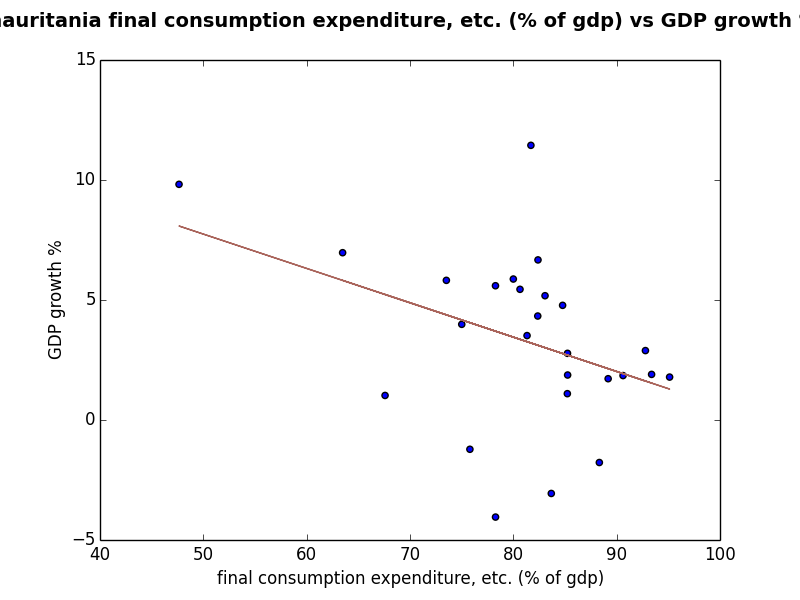 auritania final consumption expenditure, etc. (% of gdp) vs GDP growth
15
10
5
0
−5
GDP growth %
40 50 60 70 80 90 100
final consumption expenditure, etc. (% of gdp)